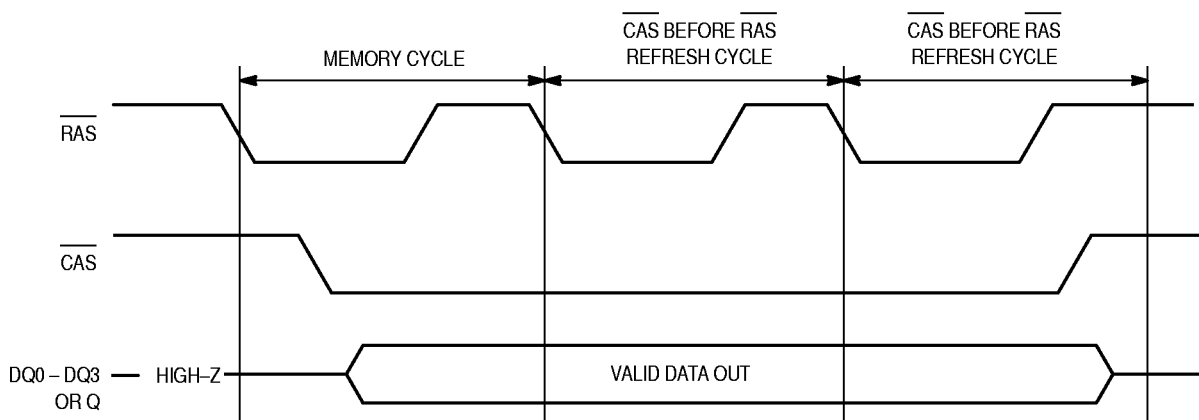 CAS BEFORE RAS
REFRESH CYCLE
CAS BEFORE RAS
REFRESH CYCLE
MEMORY CYCLE
RAS
CAS
DQ0 – DQ3
OR Q
HIGH–Z
VALID DATA OUT